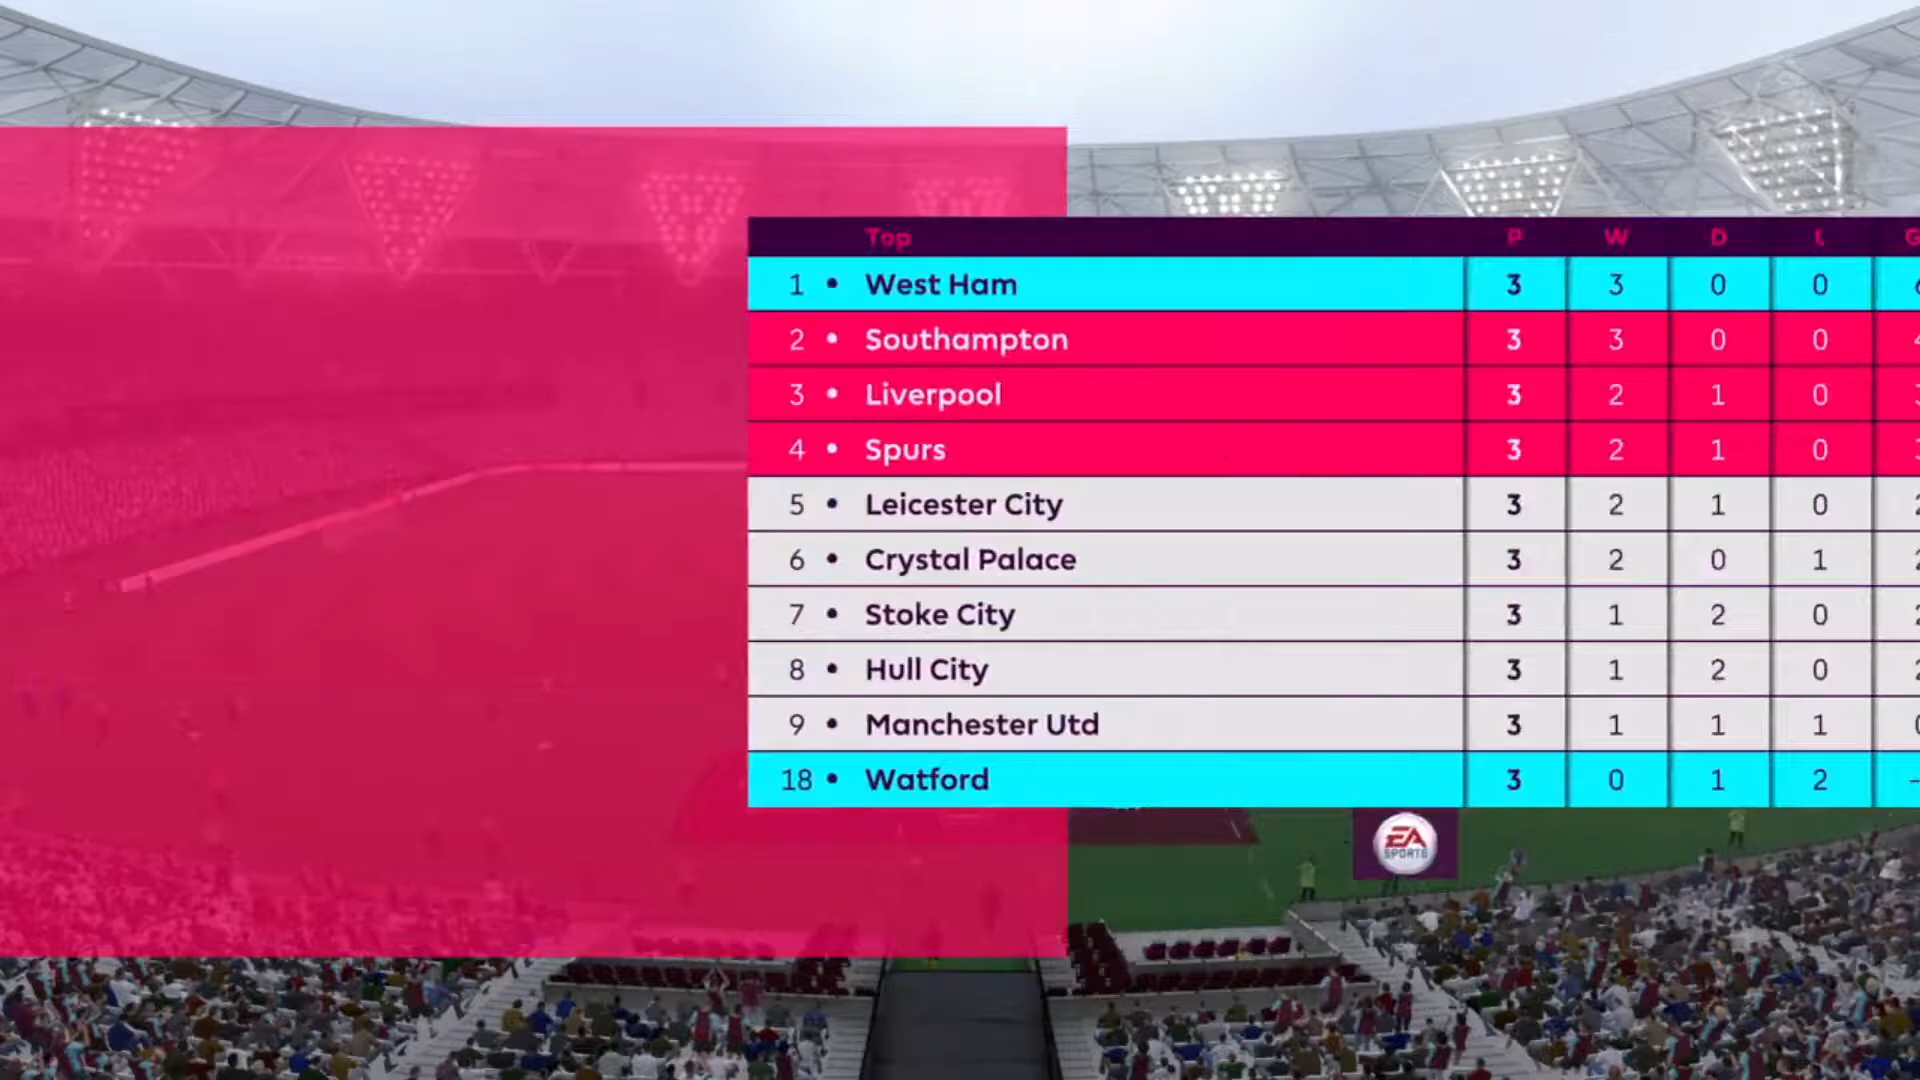 Top P W D L
1 • West Ham 3 3 0 0
2 • Southampton 3 3 0 0
3 • Liverpool 3 2 1 0
4 • Spurs 3 2 1 0
5 • Leicester City 3 2 1 0
6 • Crystal Palace 3 2 0 1
7 • Stoke City 3 1 2 0
8 • Hull City 3 1 2 0
9 • Manchester Utd 3 1 1 1
18 • Watford 3 0 1 2
EA
SPORTS